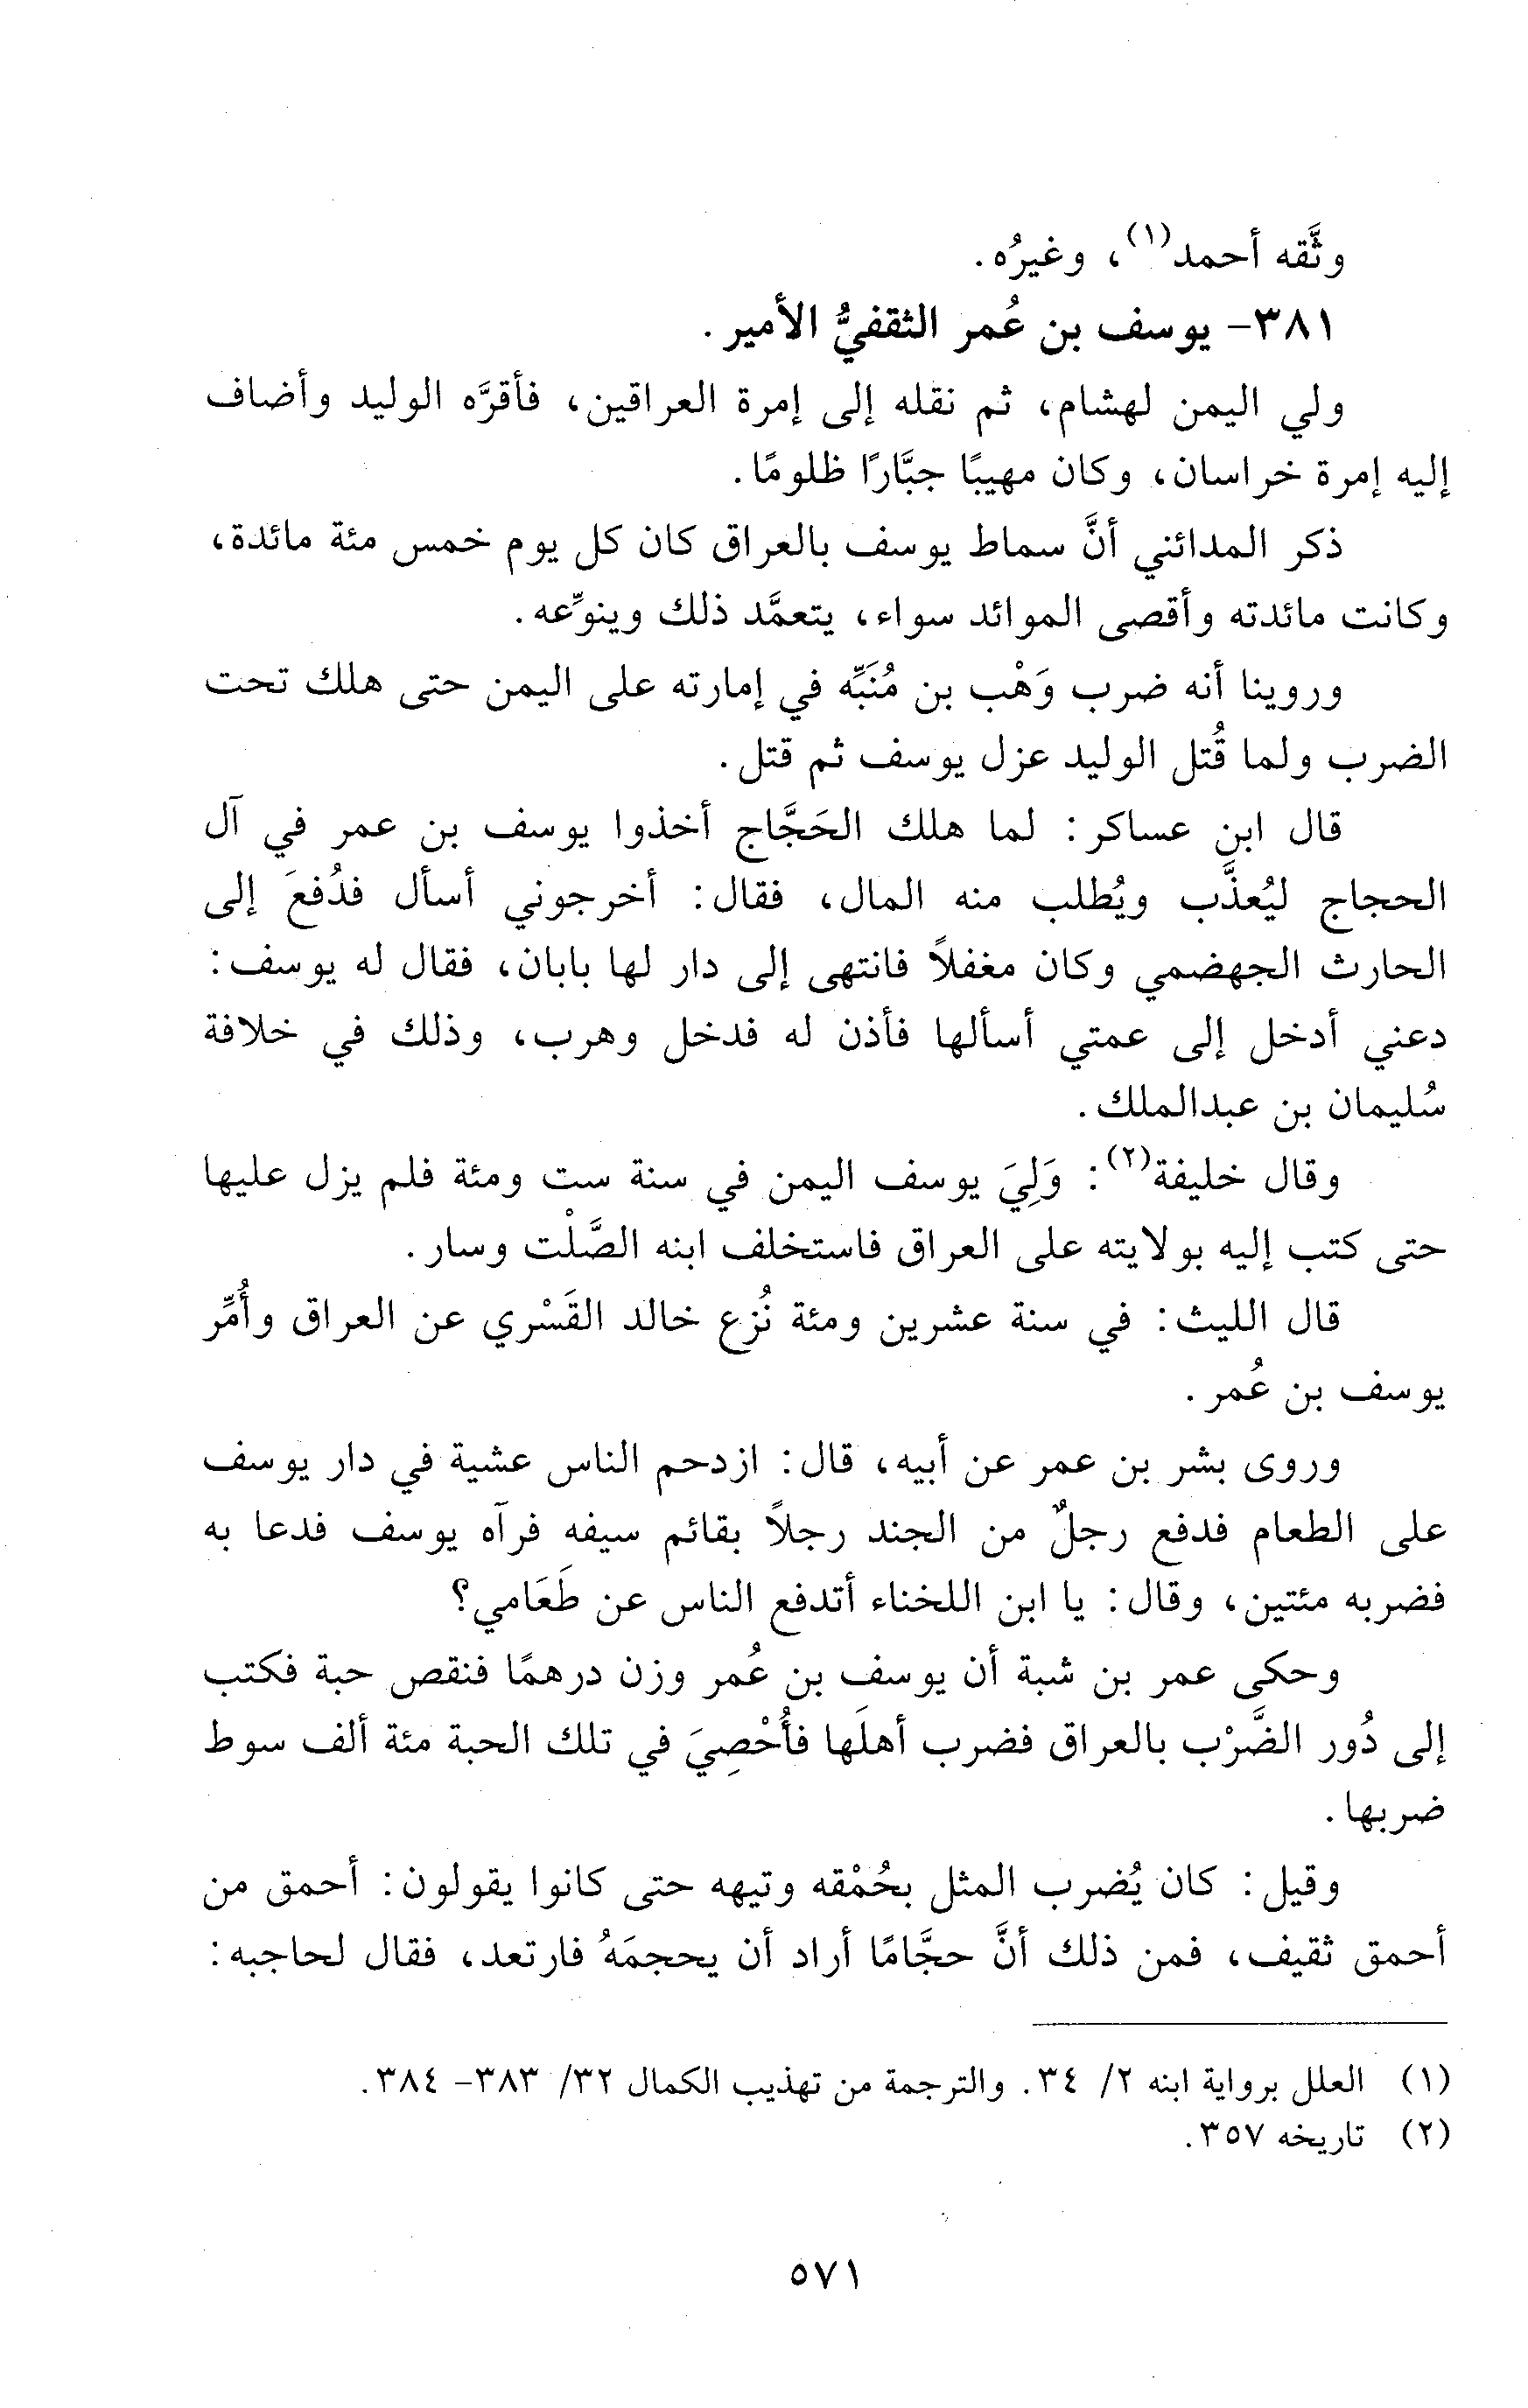 وثَّقه أحمد(١)، وغيرُه.
٣٨١- يوسف بن عُمر الثقفيُّ الأمير.
ولي اليمن لهشام، ثم نقله إلى إمرة العراقين، فأقرَّه الوليد وأضاف
إليه إمرة خراسان، وكان مهيبًا جبَّارًا ظلومًا.
ذكر المدائني أنَّ سماط يوسف بالعراق كان كل يوم خمس مئة مائدة،
وكانت مائدته وأقصى الموائد سواء، يتعمَّد ذلك وينوِّعه.
وروينا أنه ضرب وَهْب بن مُنَبِّه في إمارته على اليمن حتى هلك تحت
الضرب ولما قُتل الوليد عزل يوسف ثم قتل.
قال ابن عساكر: لما هلك الحَجَّاج أخذوا يوسف بن عمر في آل
الحجاج ليُعذَّب ويُطلب منه المال، فقال: أخرجوني أسأل فدُفعَ إلى
الحارث الجهضمي وكان مغفلاً فانتهى إلى دار لها بابان، فقال له يوسف:
دعني أدخل إلى عمتي أسألها فأذن له فدخل وهرب، وذلك في خلافة
سُليمان بن عبدالملك.
وقال خليفة(٢): وَلِيَ يوسف اليمن في سنة ست ومئة فلم يزل عليها
حتى كتب إليه بولايته على العراق فاستخلف ابنه الصَّلْت وسار.
قال الليث: في سنة عشرين ومئة نُزع خالد القَسْري عن العراق وأُمِّر
يوسف بن عُمر.
وروى بشر بن عمر عن أبيه، قال: ازدحم الناس عشية في دار يوسف
على الطعام فدفع رجلٌ من الجند رجلاً بقائم سيفه فرآه يوسف فدعا به
فضربه مئتين، وقال: يا ابن اللخناء أتدفع الناس عن طَعَامي؟
وحكى عمر بن شبة أن يوسف بن عُمر وزن درهمًا فنقص حبة فكتب
إلى دُور الضَّرْب بالعراق فضرب أهلَها فأُحْصِيَ في تلك الحبة مئة ألف سوط
ضربها.
وقيل: كان يُضرب المثل بحُمْقه وتيهه حتى كانوا يقولون: أحمق من
أحمق ثقيف، فمن ذلك أنَّ حجَّامًا أراد أن يحجمَهُ فارتعد، فقال لحاجبه:
(١) العلل برواية ابنه ٢/ ٣٤. والترجمة من تهذيب الكمال ٣٢/ ٣٨٣- ٣٨٤.
(٢) تاريخه ٣٥٧.
٥٧١